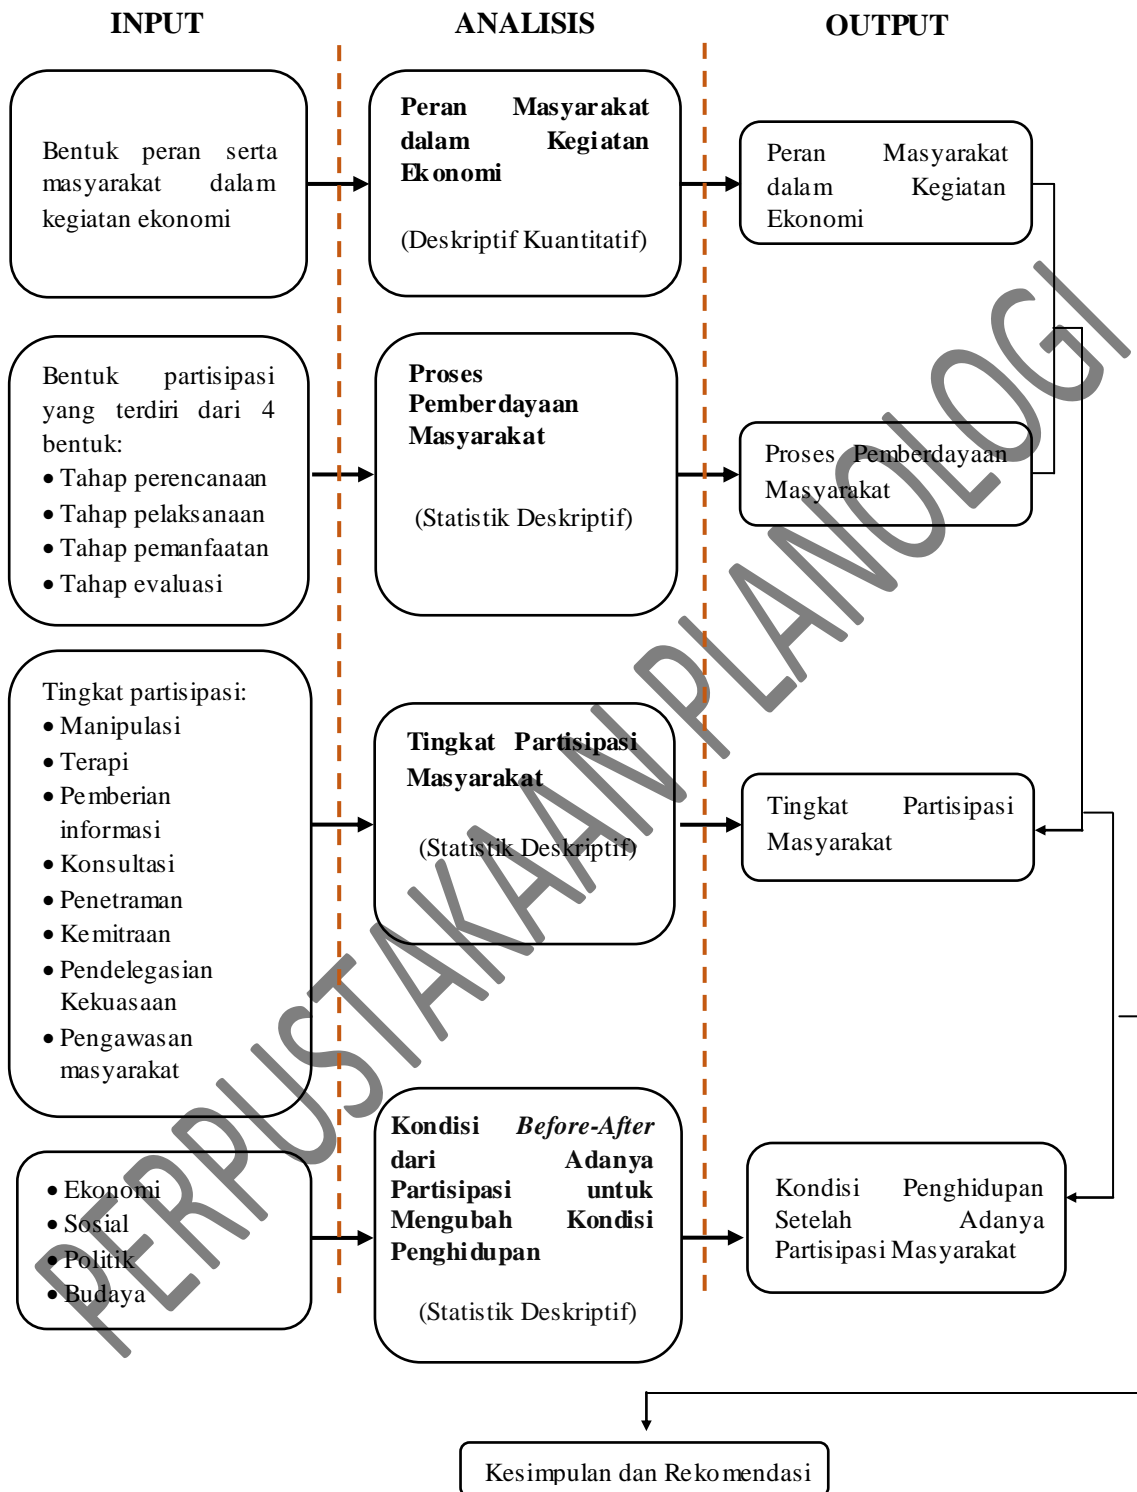 INPUT
ANALISIS
OUTPUT
Bentuk peran serta
masyarakat dalam
kegiatan ekonomi
Peran Masyarakat
dalam Kegiatan
Ekonomi
(Deskriptif Kuantitatif)
Peran Masyarakat
dalam Kegiatan
Ekonomi
Bentuk partisipasi
yang terdiri dari 4
bentuk:
• Tahap perencanaan
• Tahap pelaksanaan
• Tahap pemanfaatan
• Tahap evaluasi
Proses
Pemberdayaan
Masyarakat
(Statistik Deskriptif)
Proses Pemberdayaan
Masyarakat
Tingkat partisipasi:
• Manipulasi
• Terapi
• Pemberian
informasi
• Konsultasi
• Penetraman
• Kemitraan
• Pendelegasian
Kekuasaan
• Pengawasan
masyarakat
Tingkat Partisipasi
Masyarakat
(Statistik Deskriptif)
Tingkat Partisipasi
Masyarakat
• Ekonomi
• Sosial
• Politik
• Budaya
Kondisi Before-After
dari Adanya
Partisipasi untuk
Mengubah Kondisi
Penghidupan
(Statistik Deskriptif)
Kondisi Penghidupan
Setelah Adanya
Partisipasi Masyarakat
Kesimpulan dan Rekomendasi
PERPUSTAKAAN PLANOLOGI